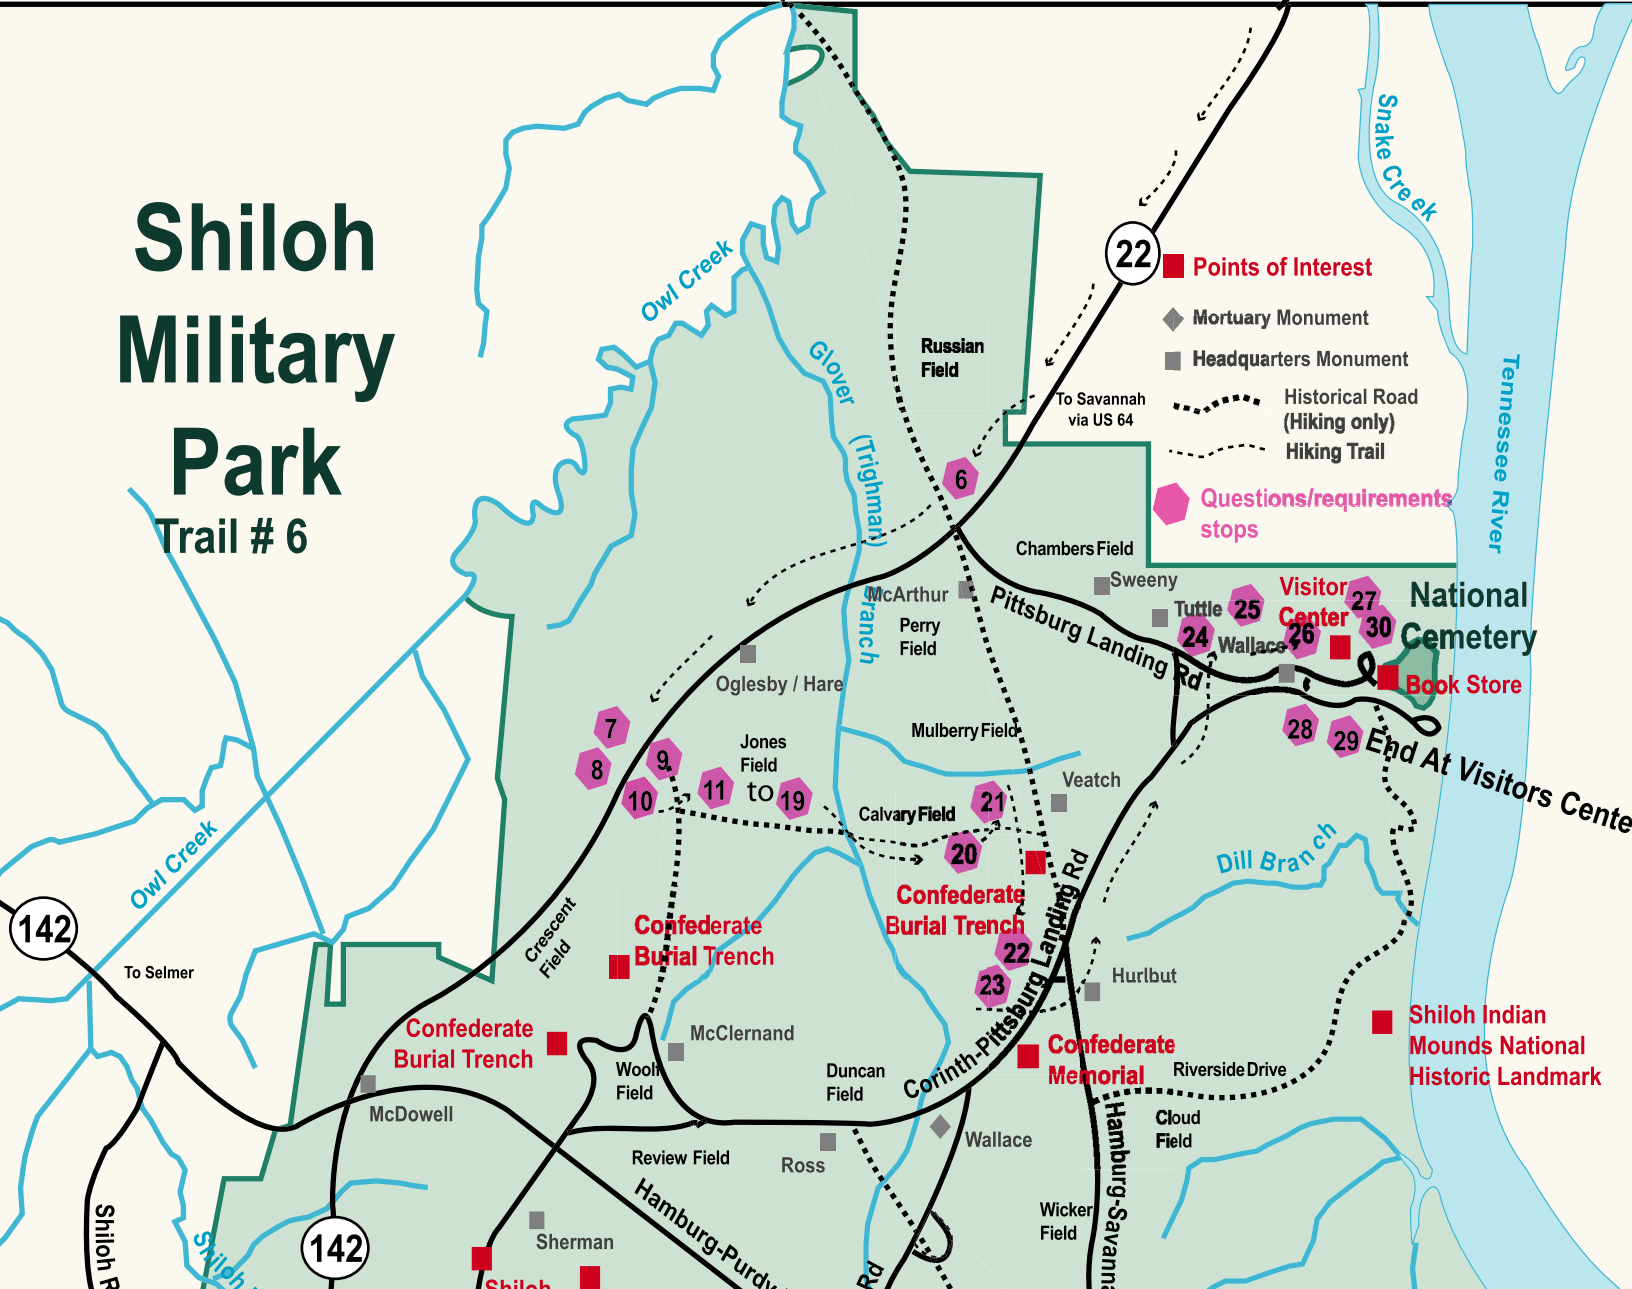 Shiloh
Military
Park
Trail # 6
Owl Creek
Glover
(Trighman)
Branch
Snake Creek
22
Points of Interest
Mortuary Monument
Headquarters Monument
Historical Road
(Hiking only)
Hiking Trail
Questions/requirements
stops
Tennessee River
Russian
Field
To Savannah
via US 64
6
Chambers Field
Sweeny
McArthur
Pittsburg Landing Rd
Perry
Field
Tuttle
24
25
Wallace
26
Visitor
Center
27
30
National
Cemetery
Book Store
28
29
End At Visitors Cente
Oglesby / Hare
7
8
9
10
11
to
19
Jones
Field
Mulberry Field
Veatch
Calvary Field
21
20
Confederate
Burial Trench
22
23
Corinth-Pittsburg Landing Rd
Dill Branch
Owl Creek
142
To Selmer
Crescent
Field
Confederate
Burial Trench
Confederate
Burial Trench
McClernand
Hurlbut
Confederate
Memorial
Riverside Drive
Shiloh Indian
Mounds National
Historic Landmark
Woolf
Field
Duncan
Field
McDowell
Cloud
Field
Wallace
Review Field
Ross
Hamburg-Purdy
Hamburg-Savanna
Wicker
Field
Sherman
142
Shiloh R
Shiloh
Shiloh
Rd